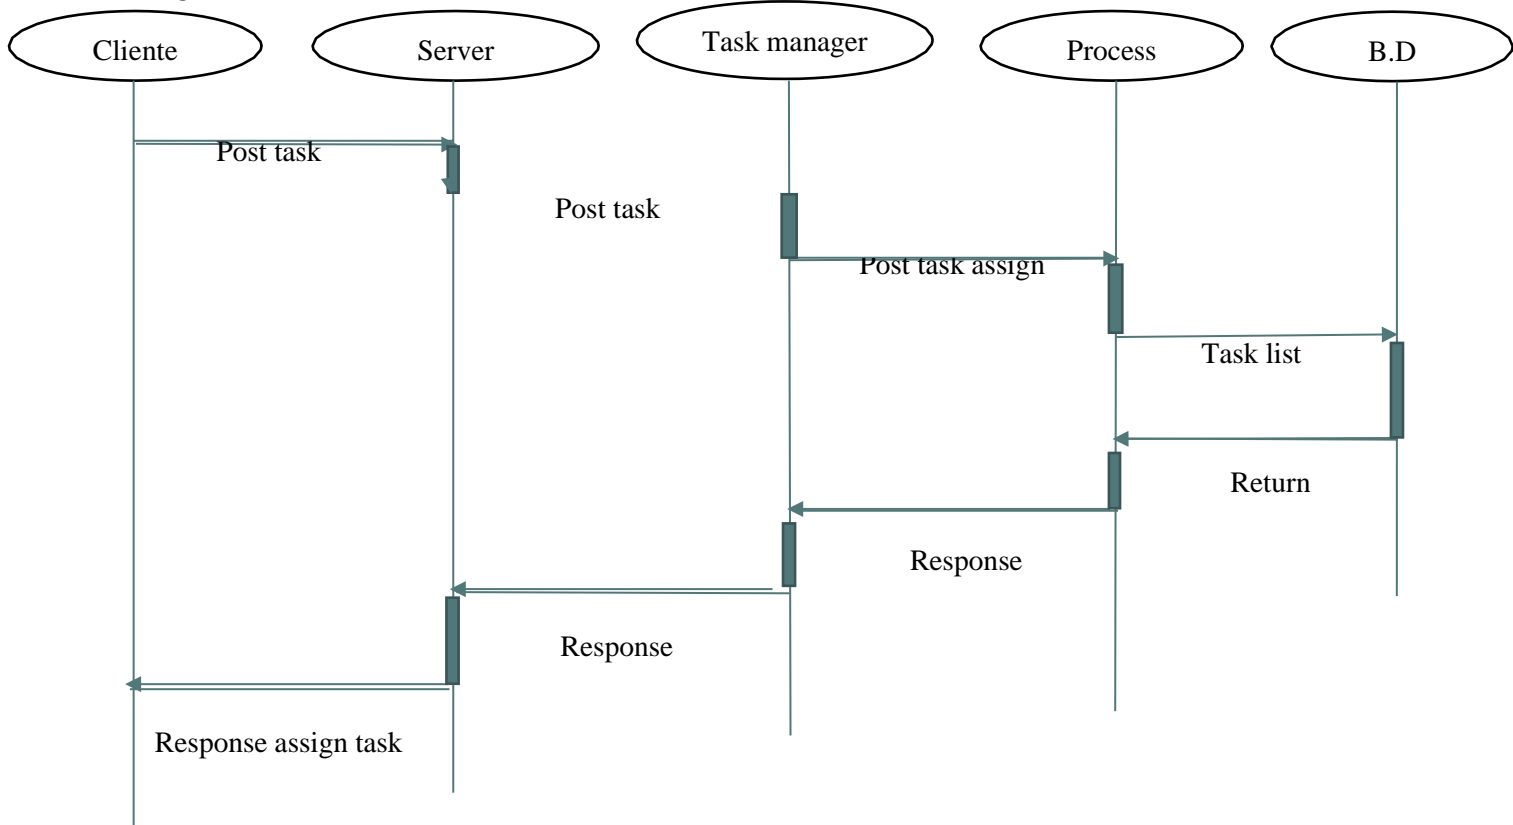 Cliente
Server
Task manager
Process
B.D
Post task
Post task
Post task assign
Task list
Return
Response
Response
Response assign task